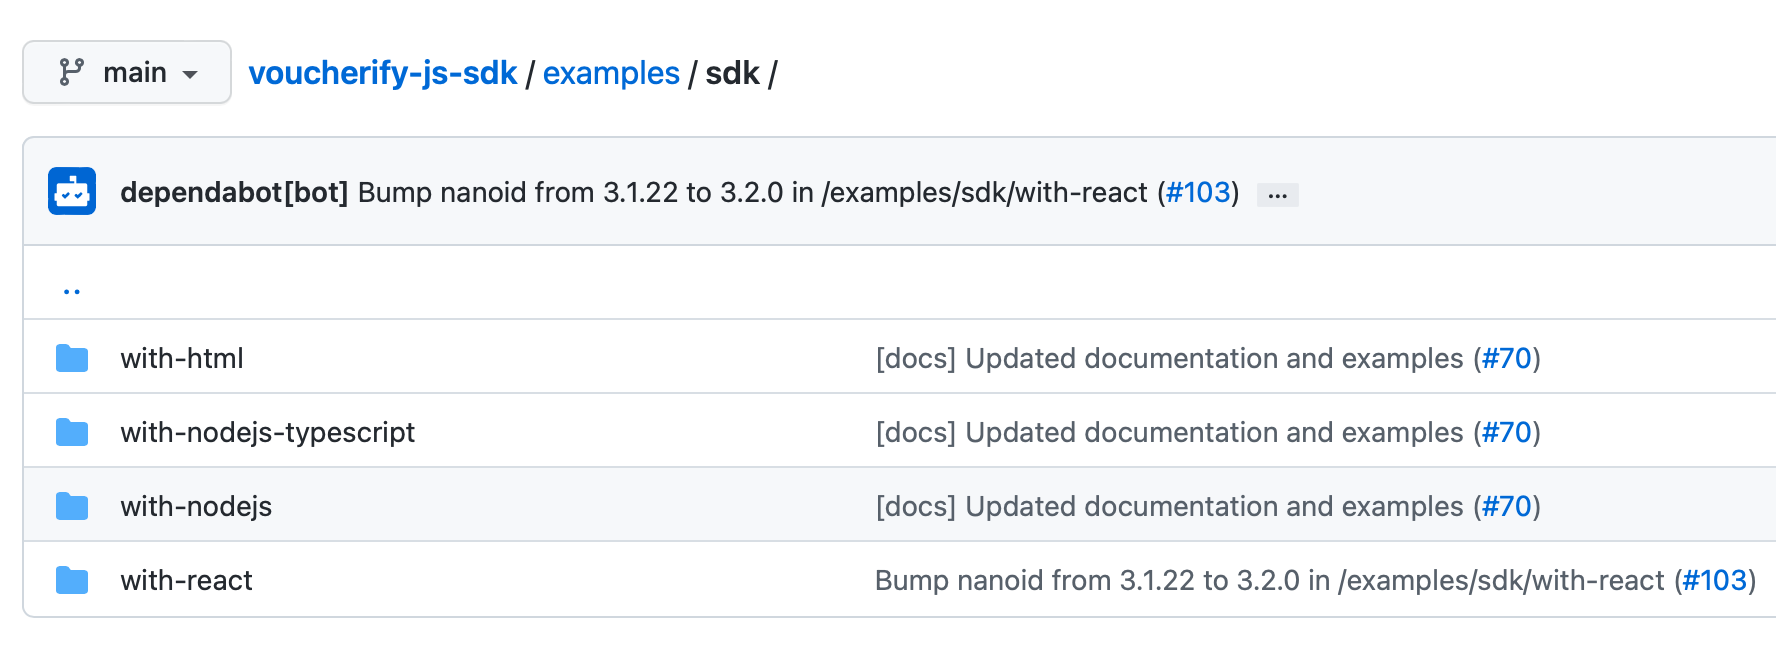 main voucherify-js-sdk / examples / sdk /
dependabot[bot] Bump nanoid from 3.1.22 to 3.2.0 in /examples/sdk/with-react (#103) ...
..
with-html [docs] Updated documentation and examples (#70)
with-nodejs-typescript [docs] Updated documentation and examples (#70)
with-nodejs [docs] Updated documentation and examples (#70)
with-react Bump nanoid from 3.1.22 to 3.2.0 in /examples/sdk/with-react (#103)